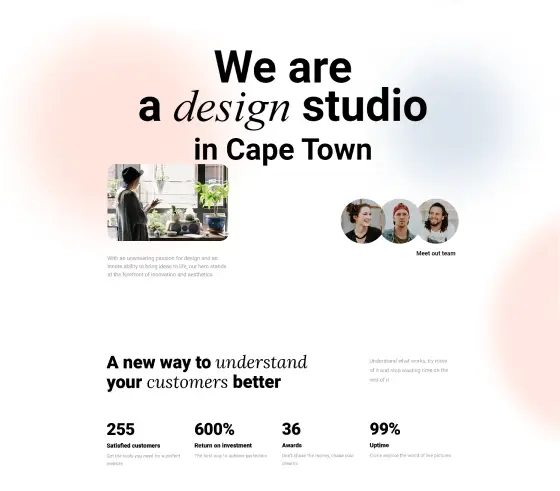 We are
a design studio
in Cape Town
With an unwavering passion for design and an
innate ability to bring ideas to life, our hero stands
at the forefront of innovation and aesthetics.
Meet out team
A new way to understand
your customers better
Understand what works, try more
of it and stop wasting time on the
rest of it
255
Satisfied customers
Get the tools you need for a perfect
website
600%
Return on investment
The best way to achieve perfection
36
Awards
Don't chase the money, chase your
dreams
99%
Uptime
Come explore the world of line pictures